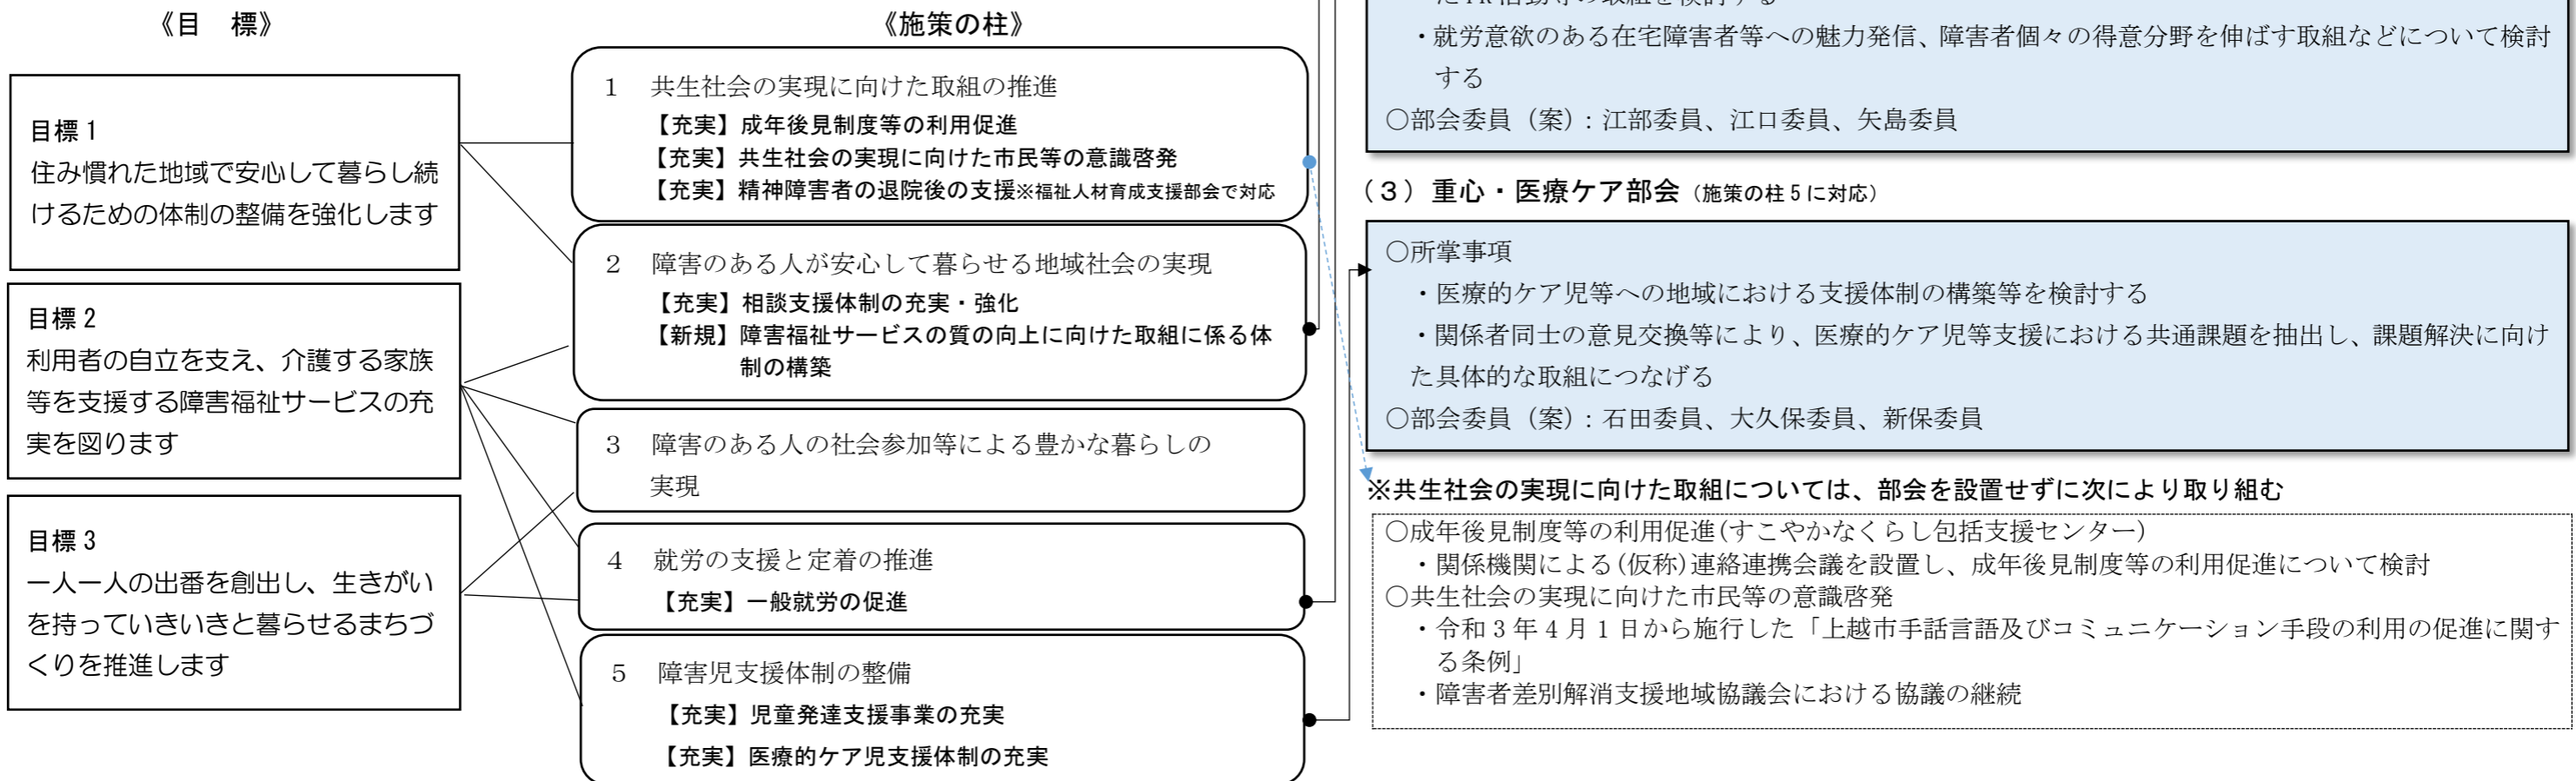 《目　標》
目標 1
住み慣れた地域で安心して暮らし続
けるための体制の整備を強化します
目標 2
利用者の自立を支え、介護する家族
等を支援する障害福祉サービスの充
実を図ります
目標 3
一人一人の出番を創出し、生きがい
を持っていきいきと暮らせるまちづ
くりを推進します
《施策の柱》
1　共生社会の実現に向けた取組の推進
【充実】成年後見制度等の利用促進
【充実】共生社会の実現に向けた市民等の意識啓発
【充実】精神障害者の退院後の支援※福祉人材育成支援部会で対応
2　障害のある人が安心して暮らせる地域社会の実現
【充実】相談支援体制の充実・強化
【新規】障害福祉サービスの質の向上に向けた取組に係る体
制の構築
3　障害のある人の社会参加等による豊かな暮らしの
実現
4　就労の支援と定着の推進
【充実】一般就労の促進
5　障害児支援体制の整備
【充実】児童発達支援事業の充実
【充実】医療的ケア児支援体制の充実
・就労意欲のある在宅障害者等への魅力発信、障害者個々の得意分野を伸ばす取組などについて検討
する
○部会委員（案）：江部委員、江口委員、矢島委員
（３）重心・医療ケア部会（施策の柱 5 に対応）
○所掌事項
・医療的ケア児等への地域における支援体制の構築等を検討する
・関係者同士の意見交換等により、医療的ケア児等支援における共通課題を抽出し、課題解決に向け
た具体的な取組につなげる
○部会委員（案）：石田委員、大久保委員、新保委員
※共生社会の実現に向けた取組については、部会を設置せずに次により取り組む
○成年後見制度等の利用促進(すこやかなくらし包括支援センター)
・関係機関による(仮称)連絡連携会議を設置し、成年後見制度等の利用促進について検討
○共生社会の実現に向けた市民等の意識啓発
・令和 3 年 4 月 1 日から施行した「上越市手話言語及びコミュニケーション手段の利用の促進に関す
る条例」
・障害者差別解消支援地域協議会における協議の継続